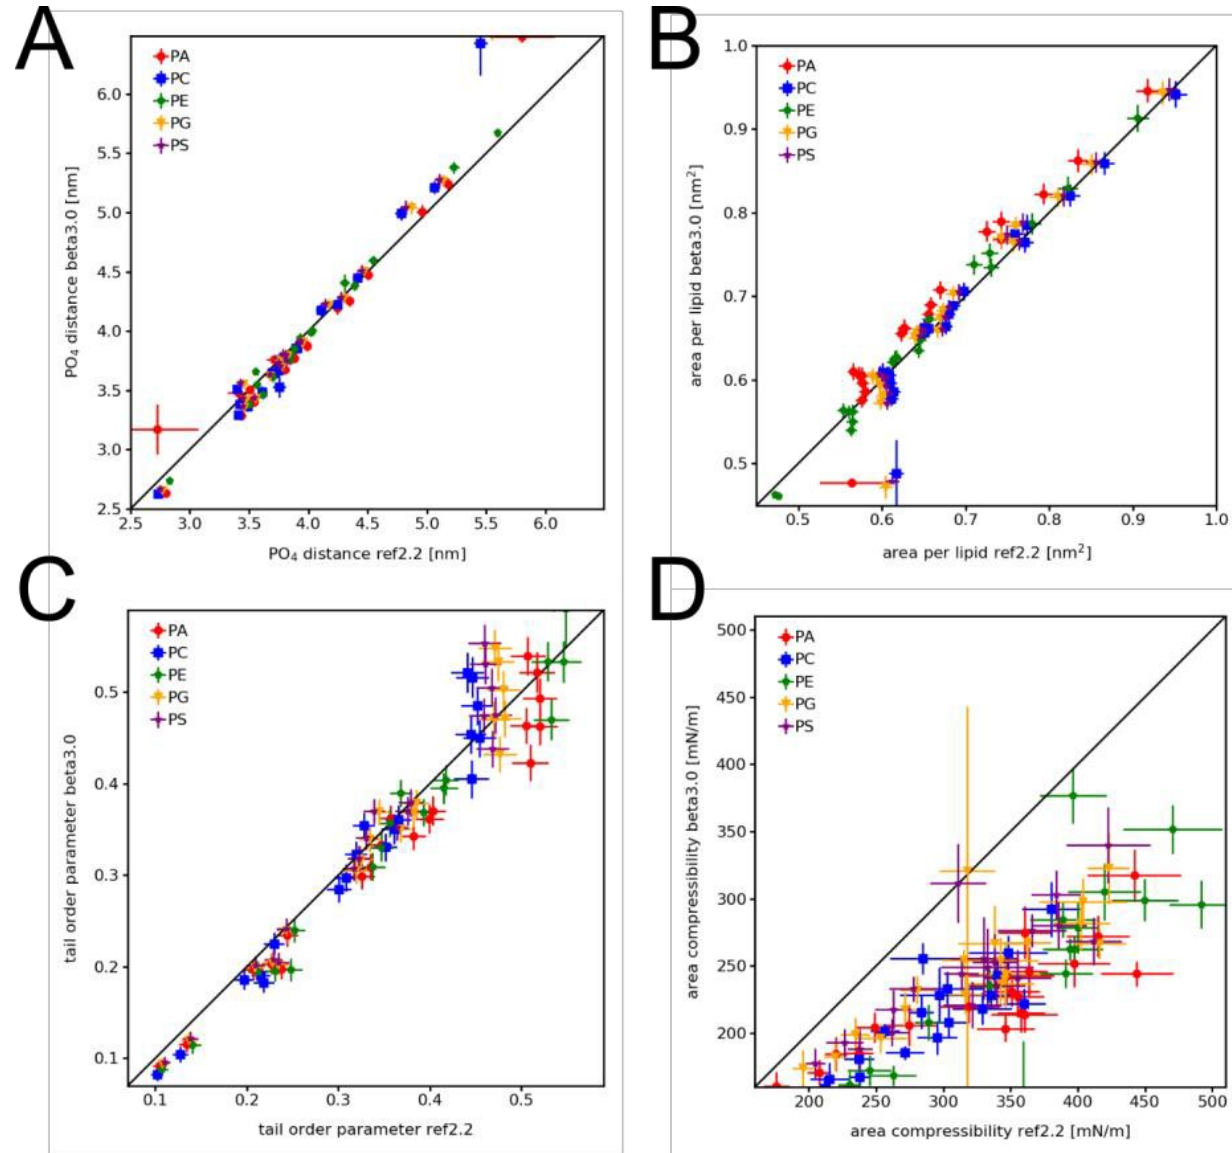 A
PA
PC
PE
PG
PS
6.0
5.5
5.0
4.5
4.0
3.5
3.0
2.5
2.5 3.0 3.5 4.0 4.5 5.0 5.5 6.0
PO4 distance beta3.0 [nm]
PO4 distance ref2.2 [nm]
B
PA
PC
PE
PG
PS
1.0
0.9
0.8
0.7
0.6
0.5
0.5 0.6 0.7 0.8 0.9 1.0
area per lipid beta3.0 [nm2]
area per lipid ref2.2 [nm2]
C
PA
PC
PE
PG
PS
0.5
0.4
0.3
0.2
0.1
0.1 0.2 0.3 0.4 0.5
tail order parameter beta3.0
tail order parameter ref2.2
D
PA
PC
PE
PG
PS
500
450
400
350
300
250
200
200 250 300 350 400 450 500
area compressibility beta3.0 [mN/m]
area compressibility ref2.2 [mN/m]